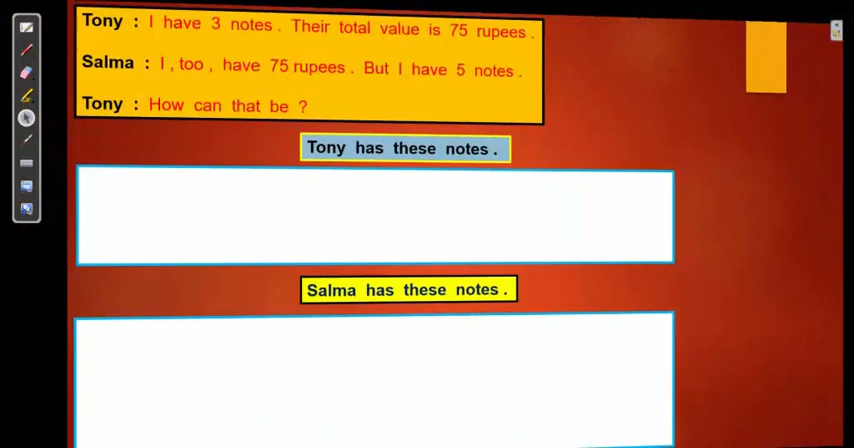 Tony : I have 3 notes . Their total value is 75 rupees .
Salma : I , too , have 75 rupees . But I have 5 notes .
Tony : How can that be ?
Tony has these notes .
Salma has these notes .